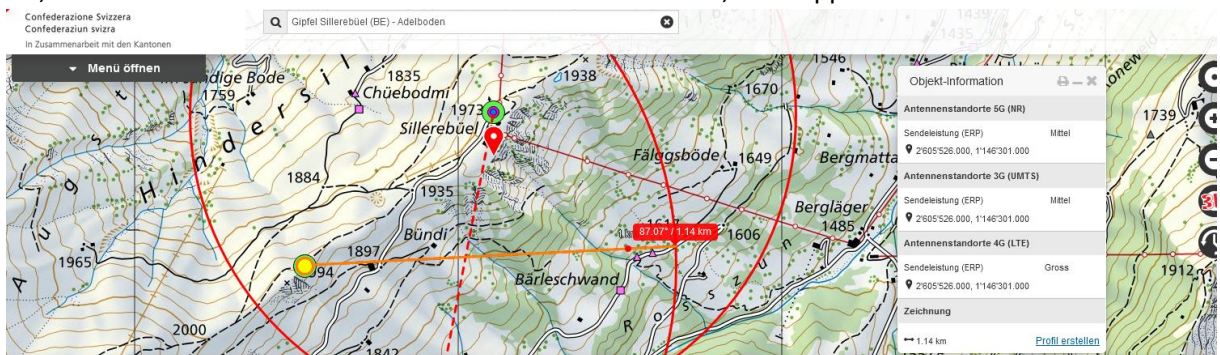 Confederazione Svizzera
Confederaziun svizra
In Zusammenarbeit mit den Kantonen
Gipfel Sillerebüel (BE) - Adelboden
Menü öffnen
1439
1435
1546
1835
1938
1759
Chüebodmi
1973
1670
1739
Sillerebüel
Hindersil
Fälggsböde
1649
Bergmatta
1884
1935
Bergläger
1485
Bündi
87.07° / 1.14 km
1606
1965
1897
1912
Bärleschwand
2000
1842
Objekt-Information
Antennenstandorte 5G (NR)
Sendeleistung (ERP) Mittel
2'605'526.000, 1'146'301.000
Antennenstandorte 3G (UMTS)
Sendeleistung (ERP) Mittel
2'605'526.000, 1'146'301.000
Antennenstandorte 4G (LTE)
Sendeleistung (ERP) Gross
2'605'526.000, 1'146'301.000
Zeichnung
1.14 km Profil erstellen